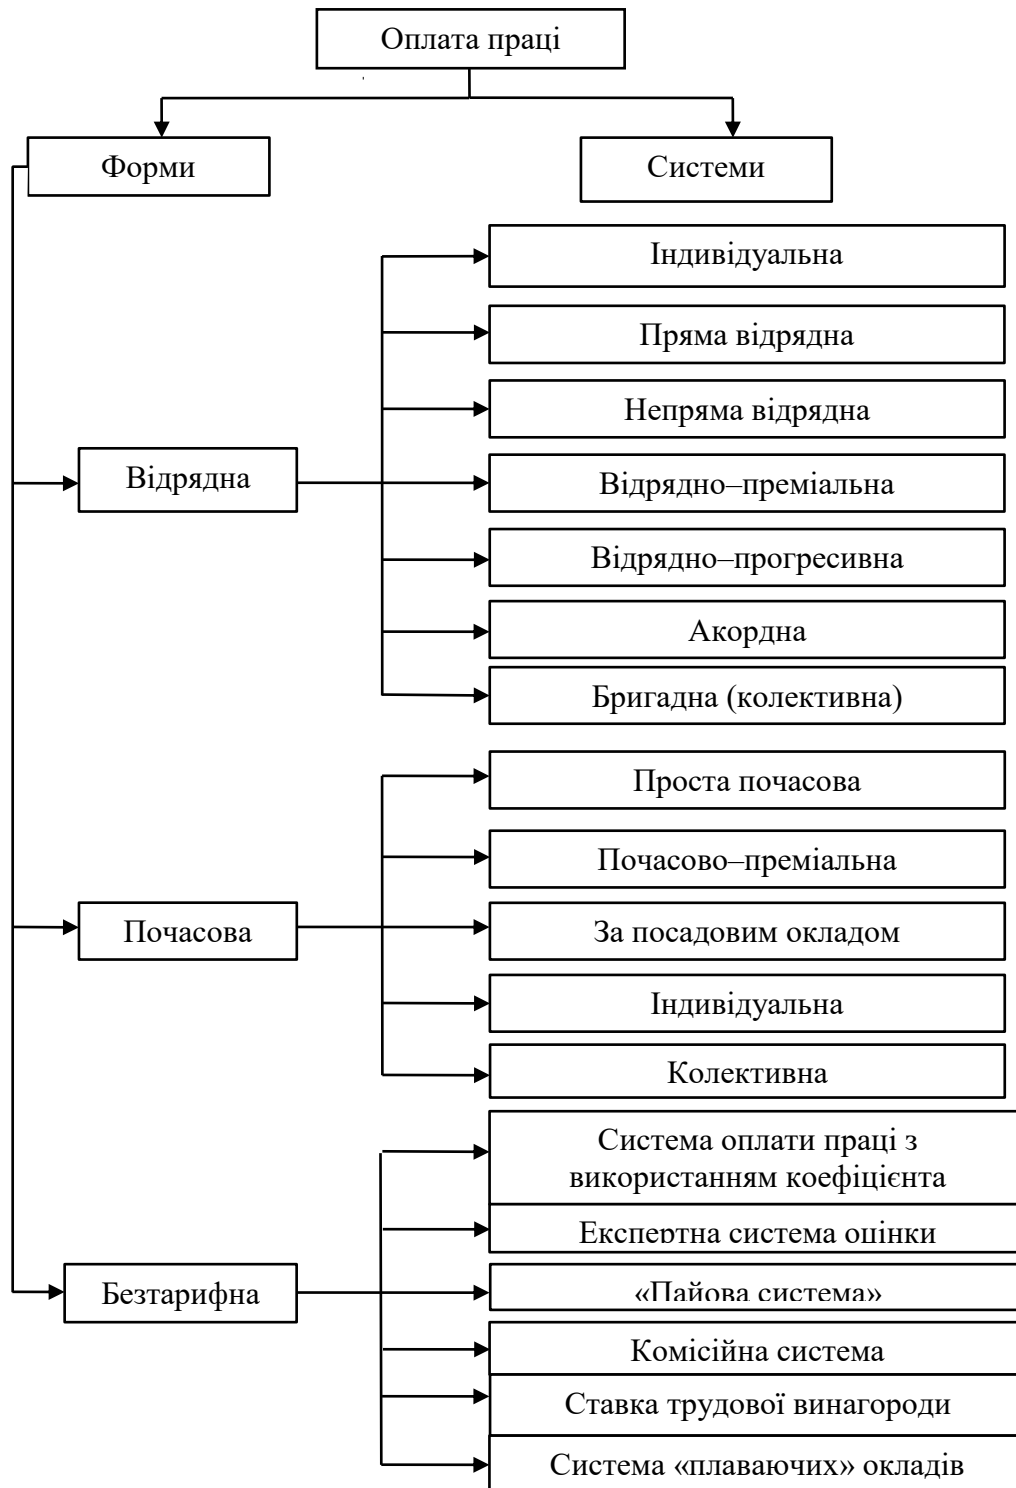 Оплата праці
Форми
Системи
Індивідуальна
Пряма відрядна
Непряма відрядна
Відрядна
Відрядно–преміальна
Відрядно–прогресивна
Акордна
Бригадна (колективна)
Проста почасова
Почасово–преміальна
Почасова
За посадовим окладом
Індивідуальна
Колективна
Система оплати праці з
використанням коефіцієнта
Експертна система оцінки
Безтарифна
«Пайова система»
Комісійна система
Ставка трудової винагороди
Система «плаваючих» окладів